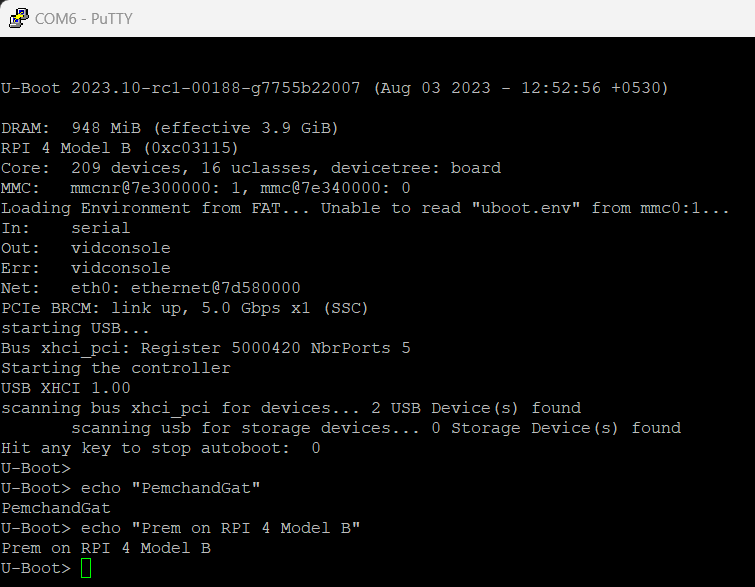 COM6 - PuTTY
U-Boot 2023.10-rc1-00188-g7755b22007 (Aug 03 2023 - 12:52:56 +0530)
DRAM:  948 MiB (effective 3.9 GiB)
RPI 4 Model B (0xc03115)
Core:  209 devices, 16 uclasses, devicetree: board
MMC:   mmcnr@7e300000: 1, mmc@7e340000: 0
Loading Environment from FAT... Unable to read "uboot.env" from mmc0:1...
In:    serial
Out:   vidconsole
Err:   vidconsole
Net:   eth0: ethernet@7d580000
PCIe BRCM: link up, 5.0 Gbps x1 (SSC)
starting USB...
Bus xhci_pci: Register 5000420 NbrPorts 5
Starting the controller
USB XHCI 1.00
scanning bus xhci_pci for devices... 2 USB Device(s) found
       scanning usb for storage devices... 0 Storage Device(s) found
Hit any key to stop autoboot:  0
U-Boot>
U-Boot> echo "PemchandGat"
PemchandGat
U-Boot> echo "Prem on RPI 4 Model B"
Prem on RPI 4 Model B
U-Boot>